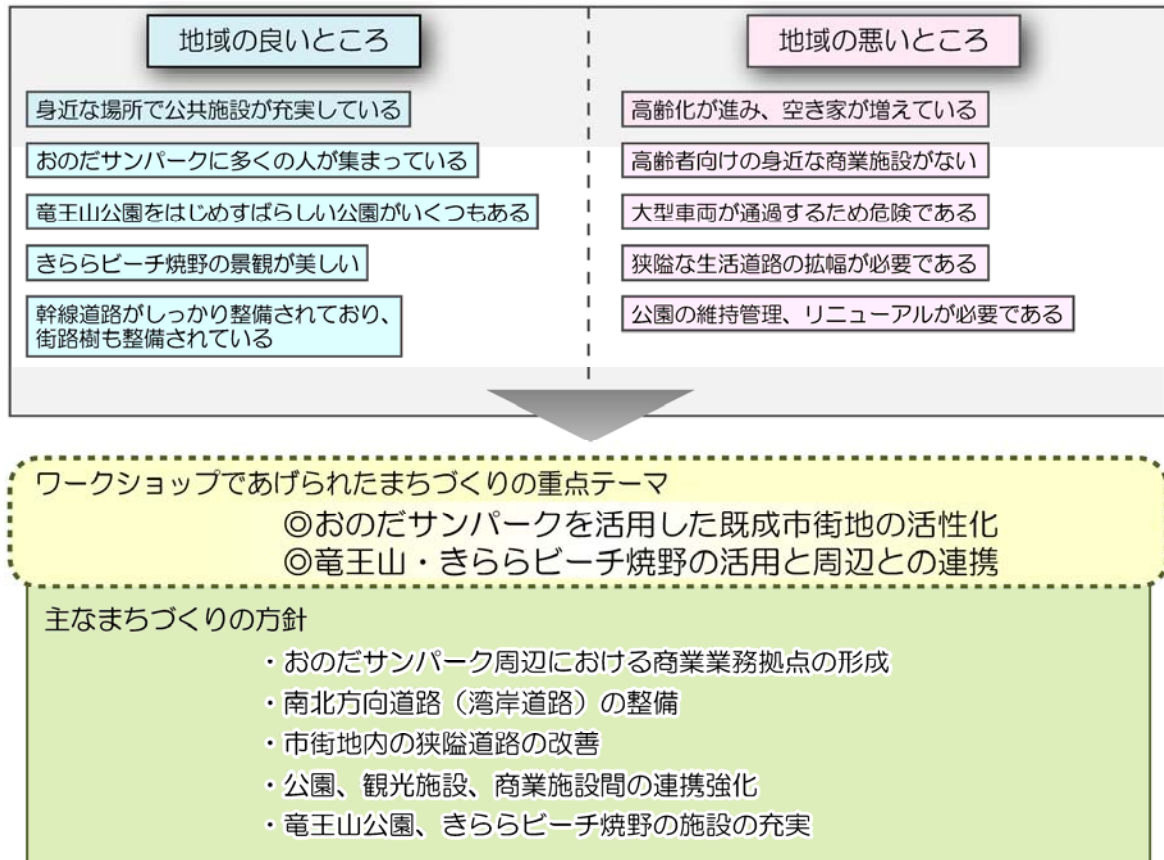 地域の良いところ
身近な場所で公共施設が充実している
おのだサンパークに多くの人が集まっている
竜王山公園をはじめすばらしい公園がいくつもある
きららビーチ焼野の景観が美しい
幹線道路がしっかり整備されており、
街路樹も整備されている
地域の悪いところ
高齢化が進み、空き家が増えている
高齢者向けの身近な商業施設がない
大型車両が通過するため危険である
狭隘な生活道路の拡幅が必要である
公園の維持管理、リニューアルが必要である
ワークショップであげられたまちづくりの重点テーマ
◎おのだサンパークを活用した既成市街地の活性化
◎竜王山・きららビーチ焼野の活用と周辺との連携
主なまちづくりの方針
・おのだサンパーク周辺における商業業務拠点の形成
・南北方向道路（湾岸道路）の整備
・市街地内の狭隘道路の改善
・公園、観光施設、商業施設間の連携強化
・竜王山公園、きららビーチ焼野の施設の充実